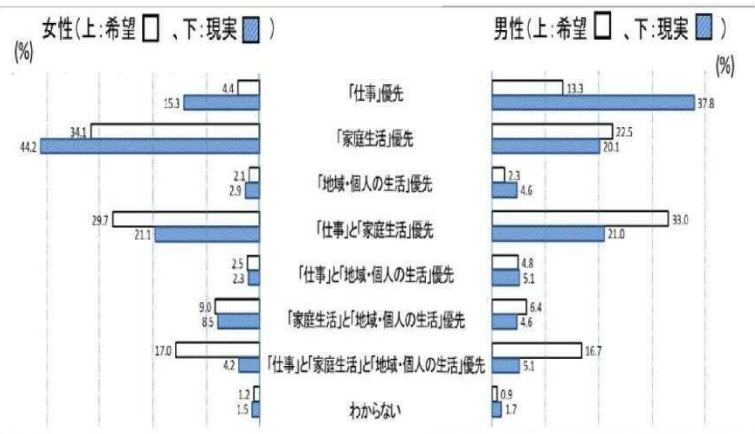 女性(上:希望 、下:現実 )
男性(上:希望 、下:現実 )
(%)
(%)
4.4 「仕事」優先 13.3
15.3 37.8
34.1 「家庭生活」優先 22.5
44.2 20.1
2.1 「地域・個人の生活」優先 2.3
2.9 4.6
29.7 「仕事」と「家庭生活」優先 33.0
21.1 21.0
2.5 「仕事」と「地域・個人の生活」優先 4.8
2.3 5.1
9.0 「家庭生活」と「地域・個人の生活」優先 6.4
8.5 4.6
17.0 「仕事」と「家庭生活」と「地域・個人の生活」優先 16.7
4.2 5.1
1.2 わからない 0.9
1.5 1.7